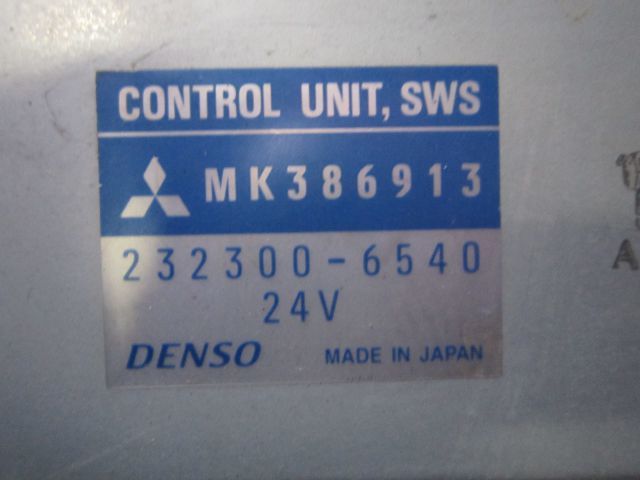 CONTROL UNIT, SWS
MK386913
232300-6540
24V
DENSO MADE IN JAPAN